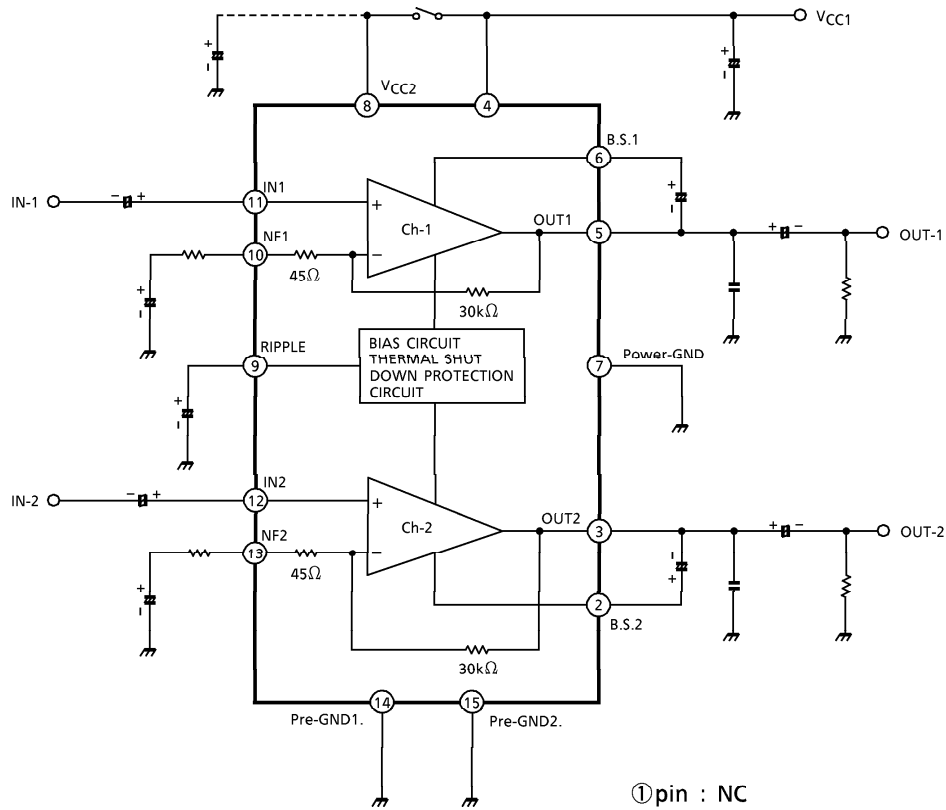 VCC1
VCC2
8
4
B.S.1
6
IN-1
IN1
11
+
Ch-1
OUT1
5
OUT-1
NF1
10
45Ω
−
30kΩ
RIPPLE
9
BIAS CIRCUIT
THERMAL SHUT
DOWN PROTECTION
CIRCUIT
Power-GND
7
IN-2
IN2
12
+
Ch-2
OUT2
3
OUT-2
NF2
13
45Ω
−
2
B.S.2
30kΩ
14
15
Pre-GND1.
Pre-GND2.
①pin : NC